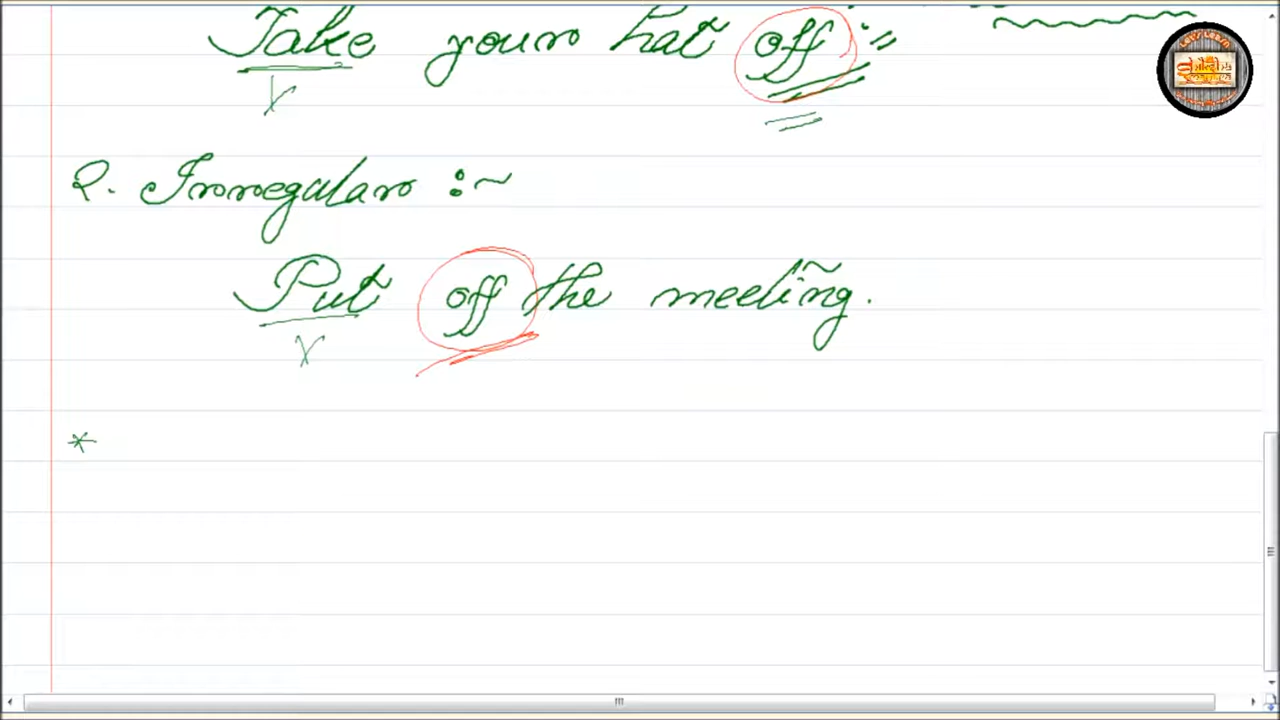 Take your hat off :=
2. Irregular :~
Put off the meeting.
*